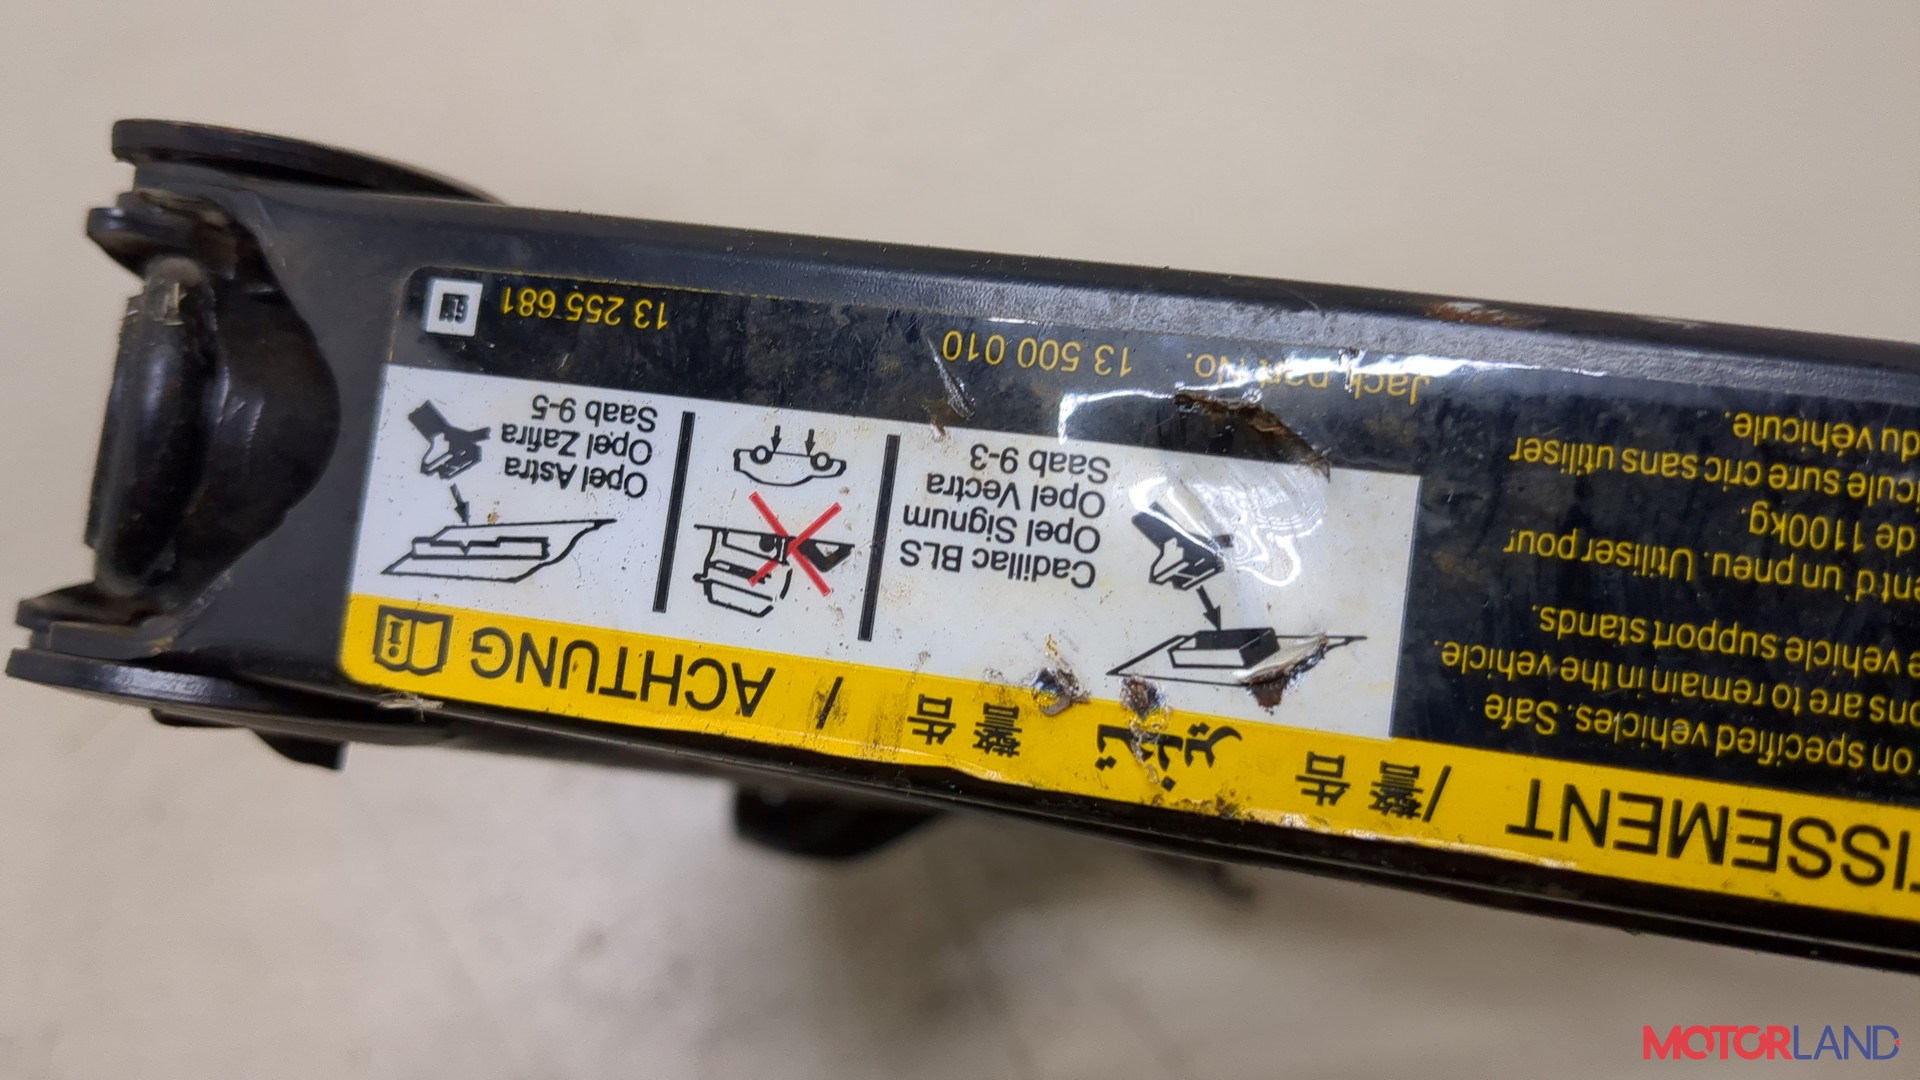 TISSEMENT / 警告 تحذير 警告 / ACHTUNG
on specified vehicles. Safe
ons are to remain in the vehicle.
e vehicle support stands.
ent d'un pneu. Utiliser pour
de 1100kg.
icule sure cric sans utiliser
du véhicule.
Cadillac BLS
Opel Signum
Opel Vectra
Saab 9-3
Opel Astra
Opel Zafira
Saab 9-5
Jack part No. 13 500 010
13 255 681 GM
MOTORLAND